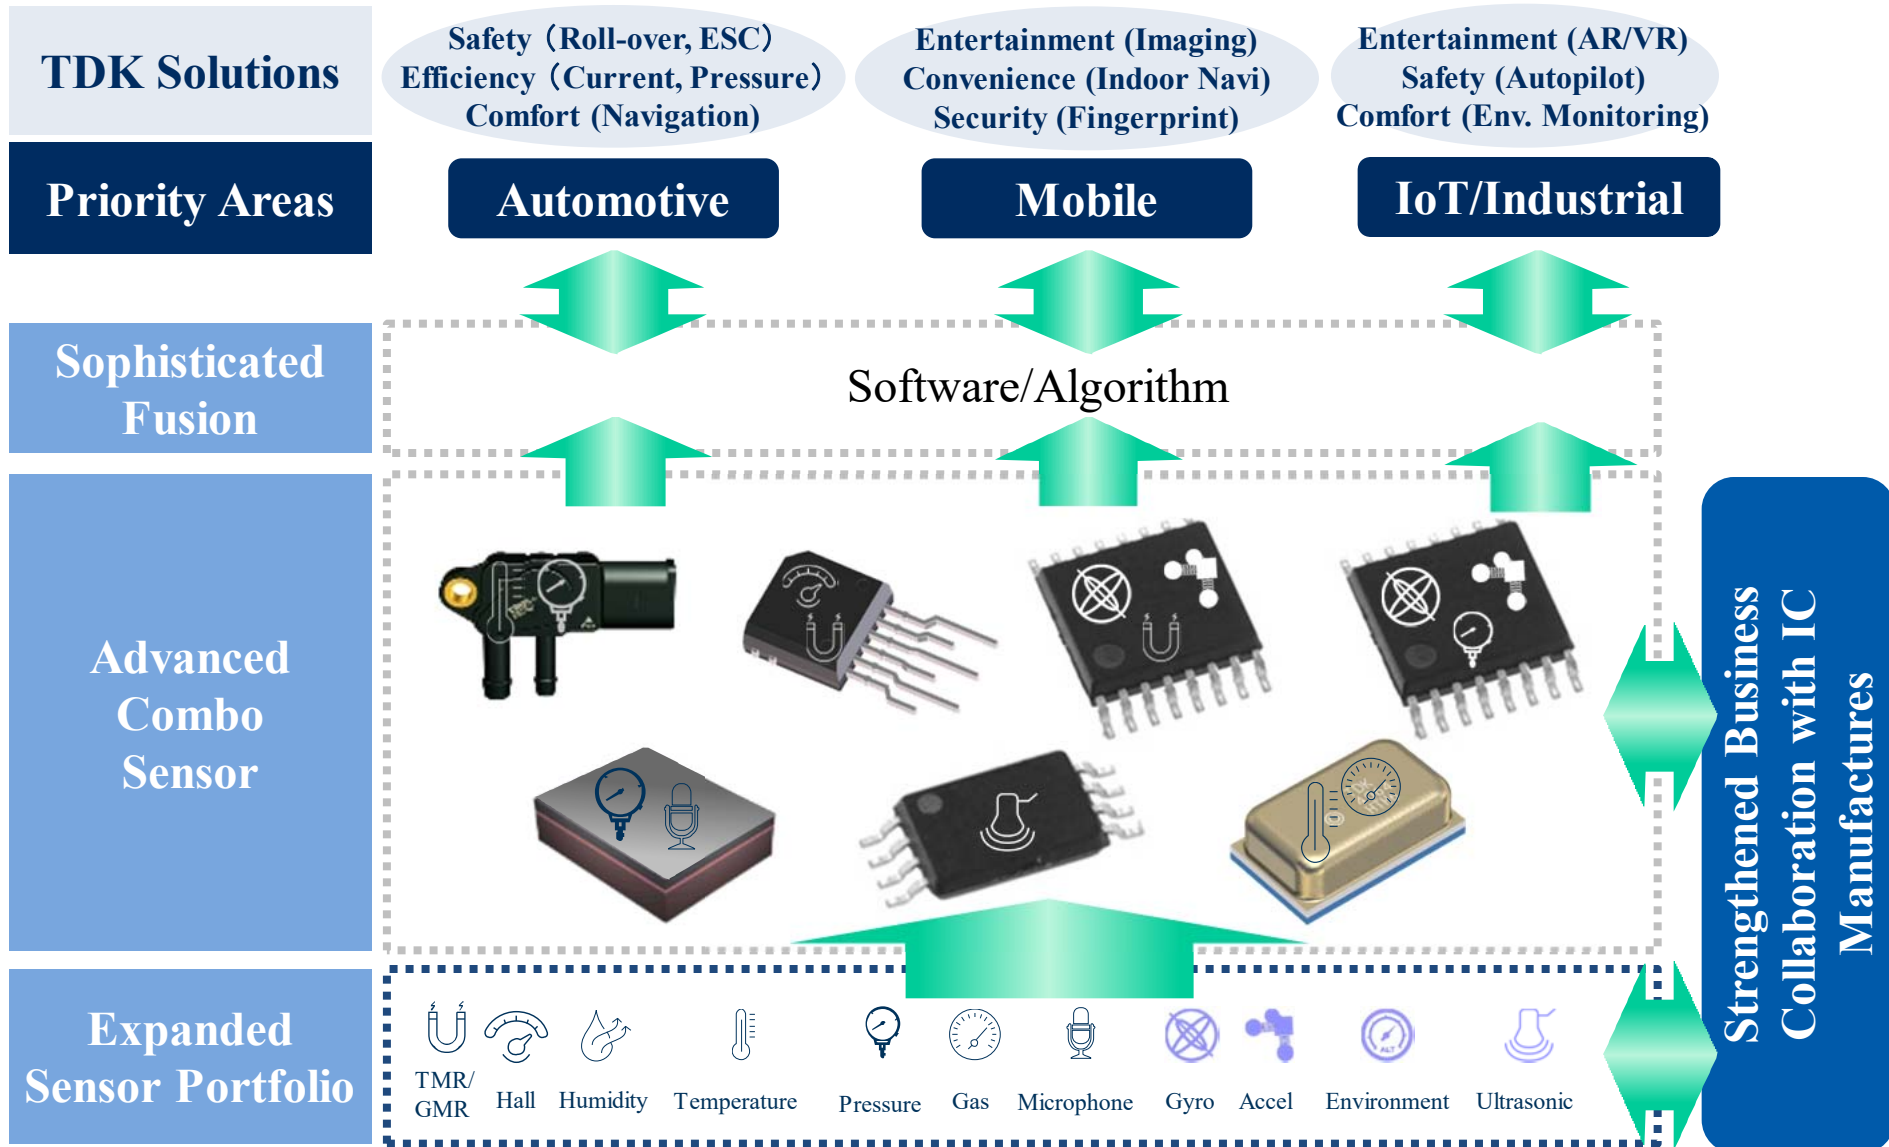 TDK Solutions
Safety（Roll-over, ESC）
Efficiency（Current, Pressure）
Comfort (Navigation)
Entertainment (Imaging)
Convenience (Indoor Navi)
Security (Fingerprint)
Entertainment (AR/VR)
Safety (Autopilot)
Comfort (Env. Monitoring)
Priority Areas
Automotive
Mobile
IoT/Industrial
Sophisticated
Fusion
Software/Algorithm
Advanced
Combo
Sensor
Strengthened Business
Collaboration with IC
Manufactures
Expanded
Sensor Portfolio
ALT
TMR/
GMR
Hall
Humidity
Temperature
Pressure
Gas
Microphone
Gyro
Accel
Environment
Ultrasonic